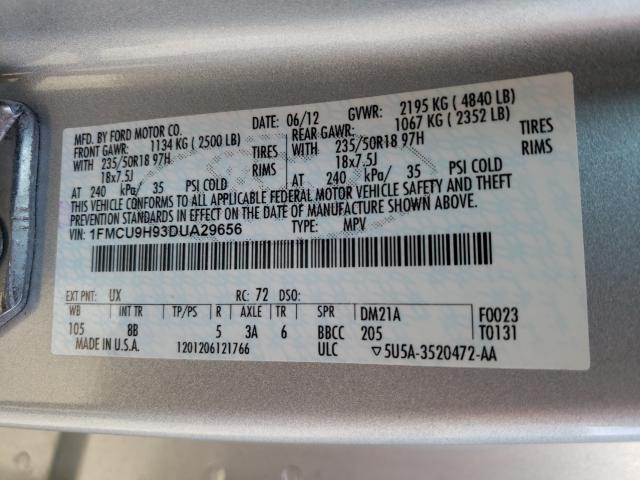 MFD. BY FORD MOTOR CO. DATE: 06/12 GVWR: 2195 KG ( 4840 LB)
FRONT GAWR: 1134 KG ( 2500 LB) REAR GAWR: 1067 KG ( 2352 LB)
WITH 235/50R18 97H TIRES WITH 235/50R18 97H TIRES
18x7.5J RIMS 18x7.5J RIMS
AT 240 kPa/ 35 PSI COLD AT 240 kPa/ 35 PSI COLD
THIS VEHICLE CONFORMS TO ALL APPLICABLE FEDERAL MOTOR VEHICLE SAFETY AND THEFT
PREVENTION STANDARDS IN EFFECT ON THE DATE OF MANUFACTURE SHOWN ABOVE.
VIN: 1FMCU9H93DUA29656 TYPE: MPV
EXT PNT: UX RC: 72 DSO:
WB INT TR TP/PS R AXLE TR SPR DM21A F0023
105 8B 5 3A 6 BBCC 205 T0131
MADE IN U.S.A. 1201206121766 ULC ▽5U5A-3520472-AA